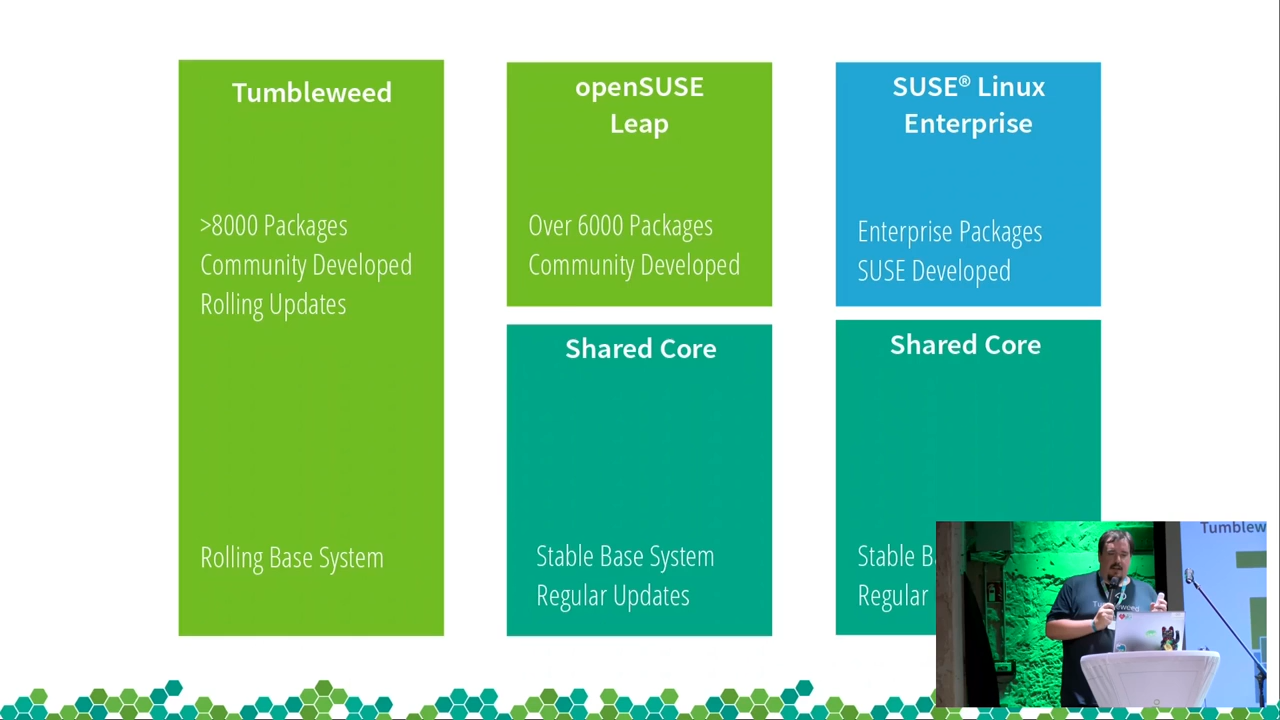 Tumbleweed
>8000 Packages
Community Developed
Rolling Updates
Rolling Base System
openSUSE
Leap
Over 6000 Packages
Community Developed
Shared Core
Stable Base System
Regular Updates
SUSE® Linux
Enterprise
Enterprise Packages
SUSE Developed
Shared Core
Stable B
Regular
Tumblew
Tumbleweed